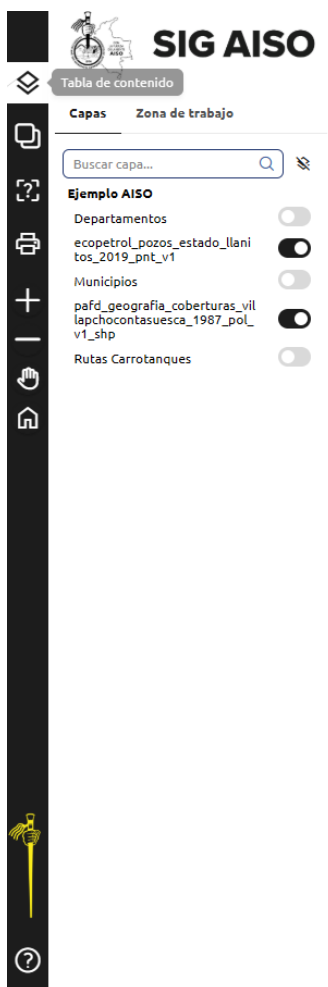 SIG AISO
AISO
Tabla de contenido
Capas
Zona de trabajo
Buscar capa...
Ejemplo AISO
Departamentos
ecopetrol_pozos_estado_llani
tos_2019_pnt_v1
Municipios
pafd_geografia_coberturas_vil
lapchocontasuesca_1987_pol_
v1_shp
Rutas Carrotanques